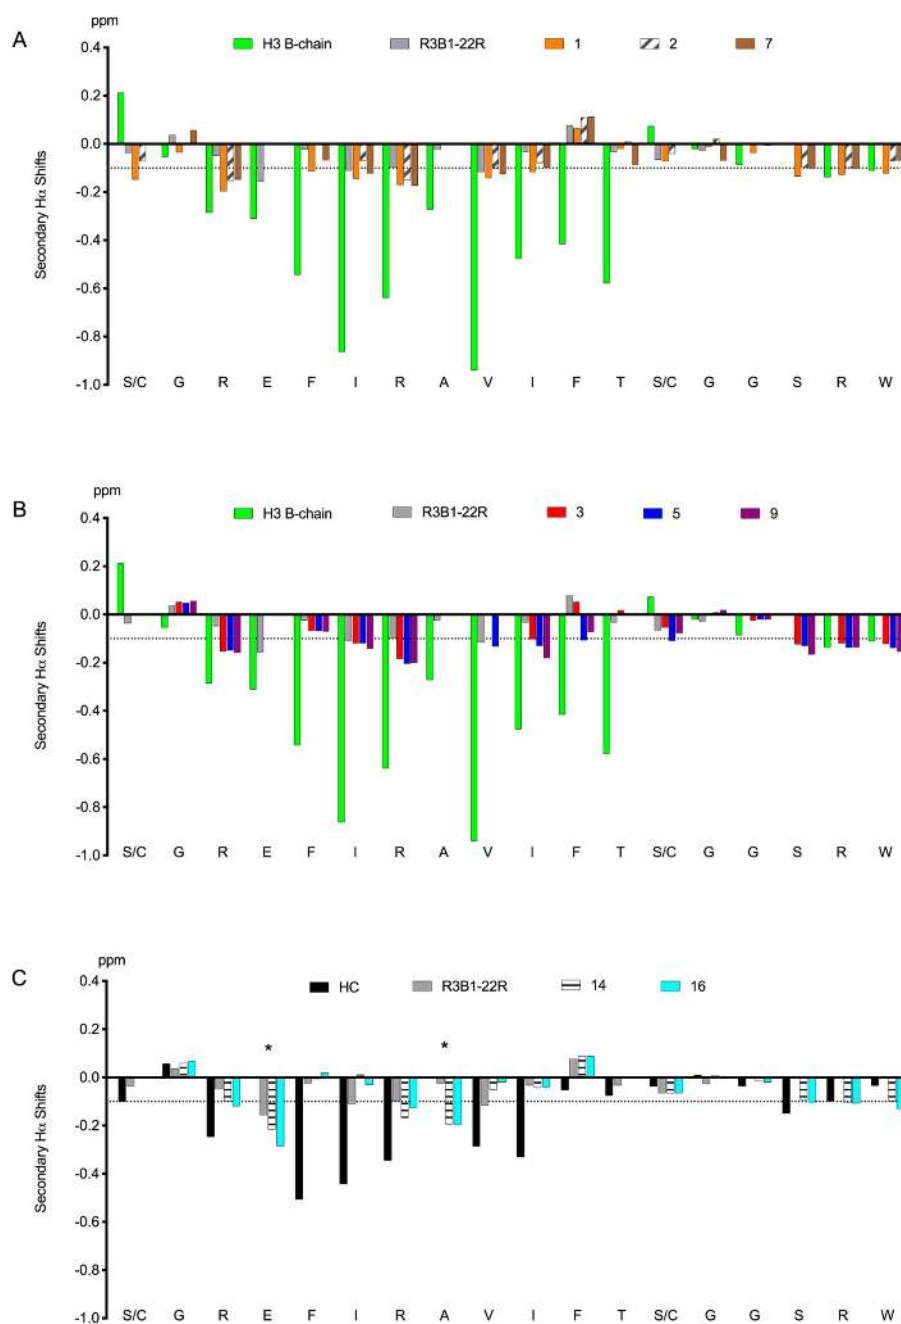 A
ppm
H3 B-chain R3B1-22R 1 2 7
0.4
0.2
0.0
-0.2
-0.4
-0.6
-0.8
-1.0
Secondary Hα Shifts
S/C G R E F I R A V I F T S/C G G S R W
B
ppm
H3 B-chain R3B1-22R 3 5 9
0.4
0.2
0.0
-0.2
-0.4
-0.6
-0.8
-1.0
Secondary Hα Shifts
S/C G R E F I R A V I F T S/C G G S R W
C
ppm
HC R3B1-22R 14 16
0.4
0.2
0.0
-0.2
-0.4
-0.6
-0.8
-1.0
Secondary Hα Shifts
* *
S/C G R E F I R A V I F T S/C G G S R W